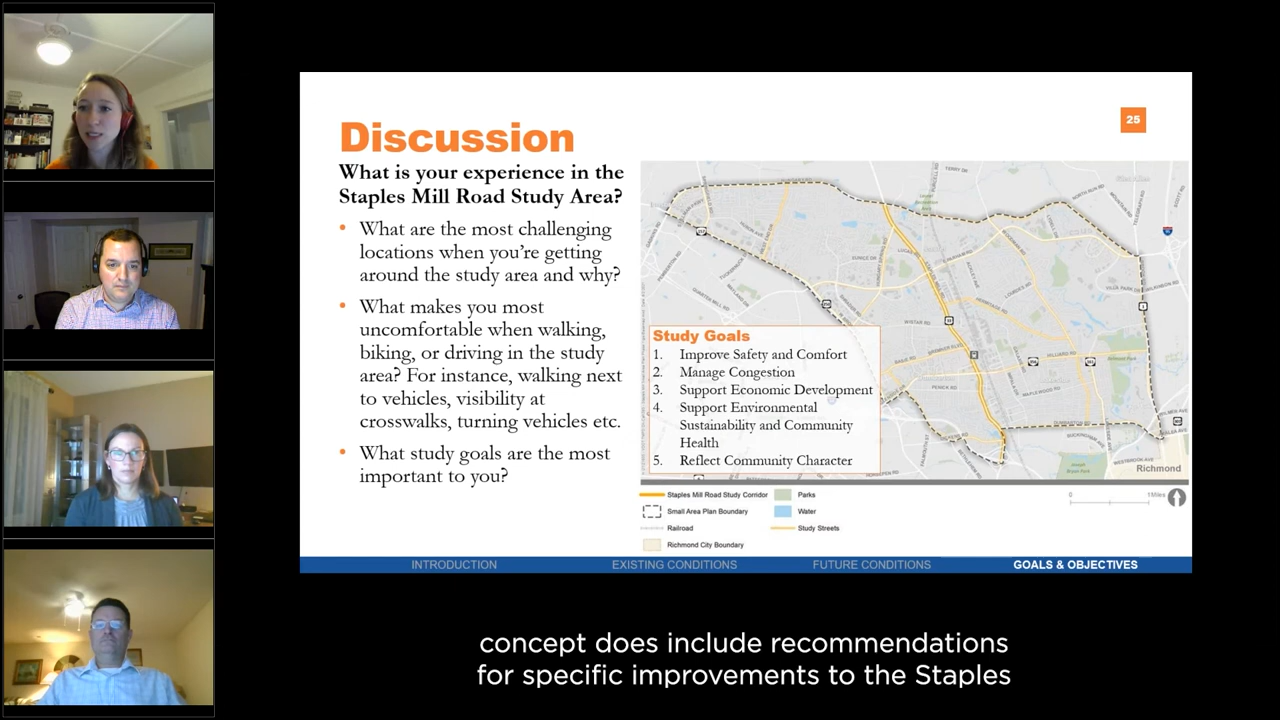 Discussion
25
What is your experience in the
Staples Mill Road Study Area?
• What are the most challenging
locations when you're getting
around the study area and why?
• What makes you most
uncomfortable when walking,
biking, or driving in the study
area? For instance, walking next
to vehicles, visibility at
crosswalks, turning vehicles etc.
• What study goals are the most
important to you?
Study Goals
1. Improve Safety and Comfort
2. Manage Congestion
3. Support Economic Development
4. Support Environmental
Sustainability and Community
Health
5. Reflect Community Character
Richmond
Staples Mill Road Study Corridor
Parks
Small Area Plan Boundary
Water
Railroad
Study Streets
Richmond City Boundary
0 1 Miles
INTRODUCTION
EXISTING CONDITIONS
FUTURE CONDITIONS
GOALS & OBJECTIVES
concept does include recommendations
for specific improvements to the Staples